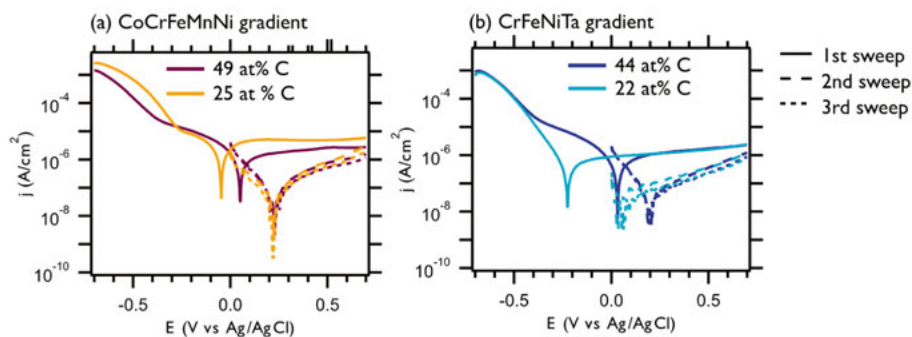 (a) CoCrFeMnNi gradient
49 at% C
25 at % C
j (A/cm²)
10⁻⁴
10⁻⁶
10⁻⁸
10⁻¹⁰
-0.5
0.0
0.5
E (V vs Ag/AgCl)
(b) CrFeNiTa gradient
44 at% C
22 at% C
j (A/cm²)
10⁻⁴
10⁻⁶
10⁻⁸
10⁻¹⁰
-0.5
0.0
0.5
E (V vs Ag/AgCl)
1st sweep
2nd sweep
3rd sweep